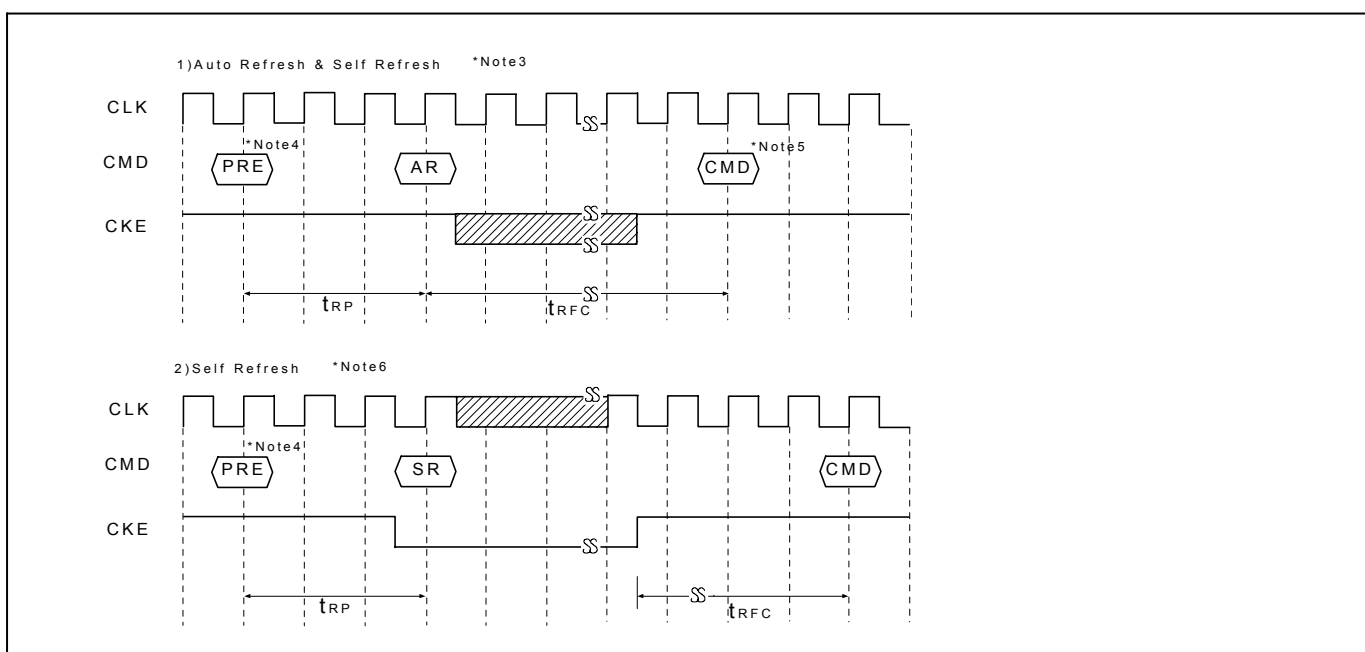 1)Auto Refresh & Self Refresh *Note3
CLK
CMD
PRE
*Note4
AR
CMD
*Note5
CKE
tRP
tRFC
2)Self Refresh *Note6
CLK
CMD
PRE
*Note4
SR
CMD
CKE
tRP
tRFC